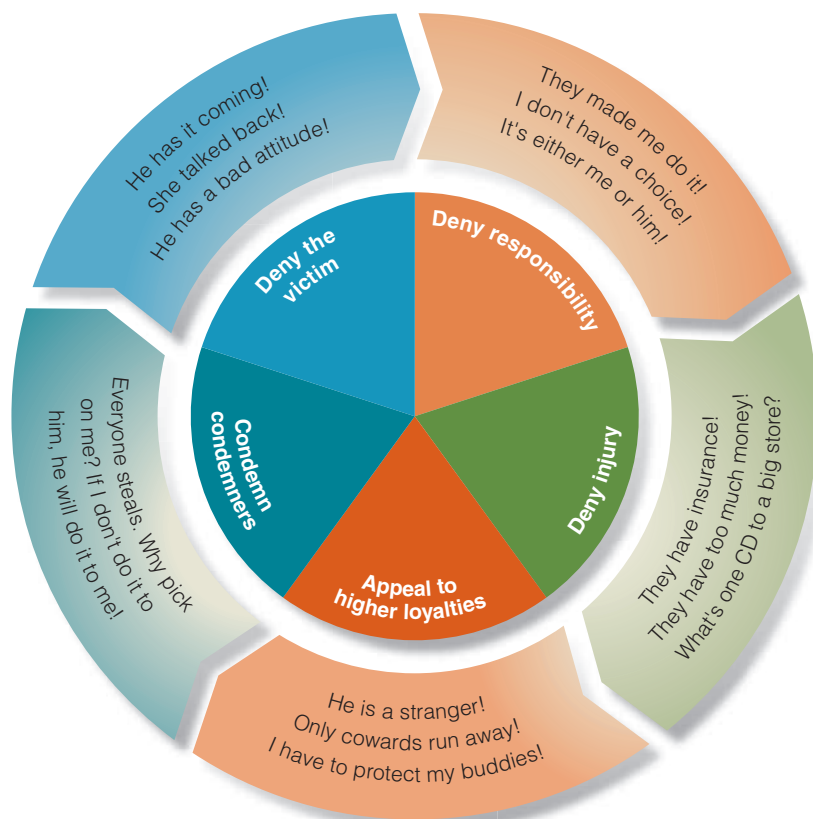 They made me do it!
I don't have a choice!
It's either me or him!
Deny responsibility
They have insurance!
They have too much money!
What's one CD to a big store?
Deny injury
He is a stranger!
Only cowards run away!
I have to protect my buddies!
Appeal to
higher loyalties
Everyone steals. Why pick
on me? If I don't do it to
him, he will do it to me!
Condemn
condemners
He has it coming!
She talked back!
He has a bad attitude!
Deny the
victim